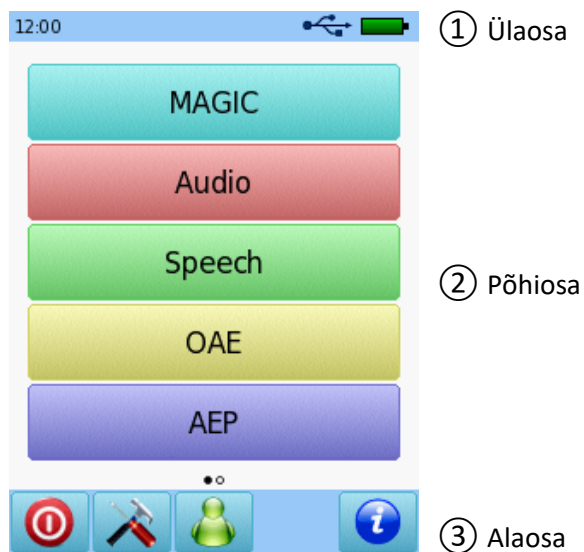 12:00
① Ülaosa
MAGIC
Audio
Speech
② Põhiosa
OAE
AEP
③ Alaosa